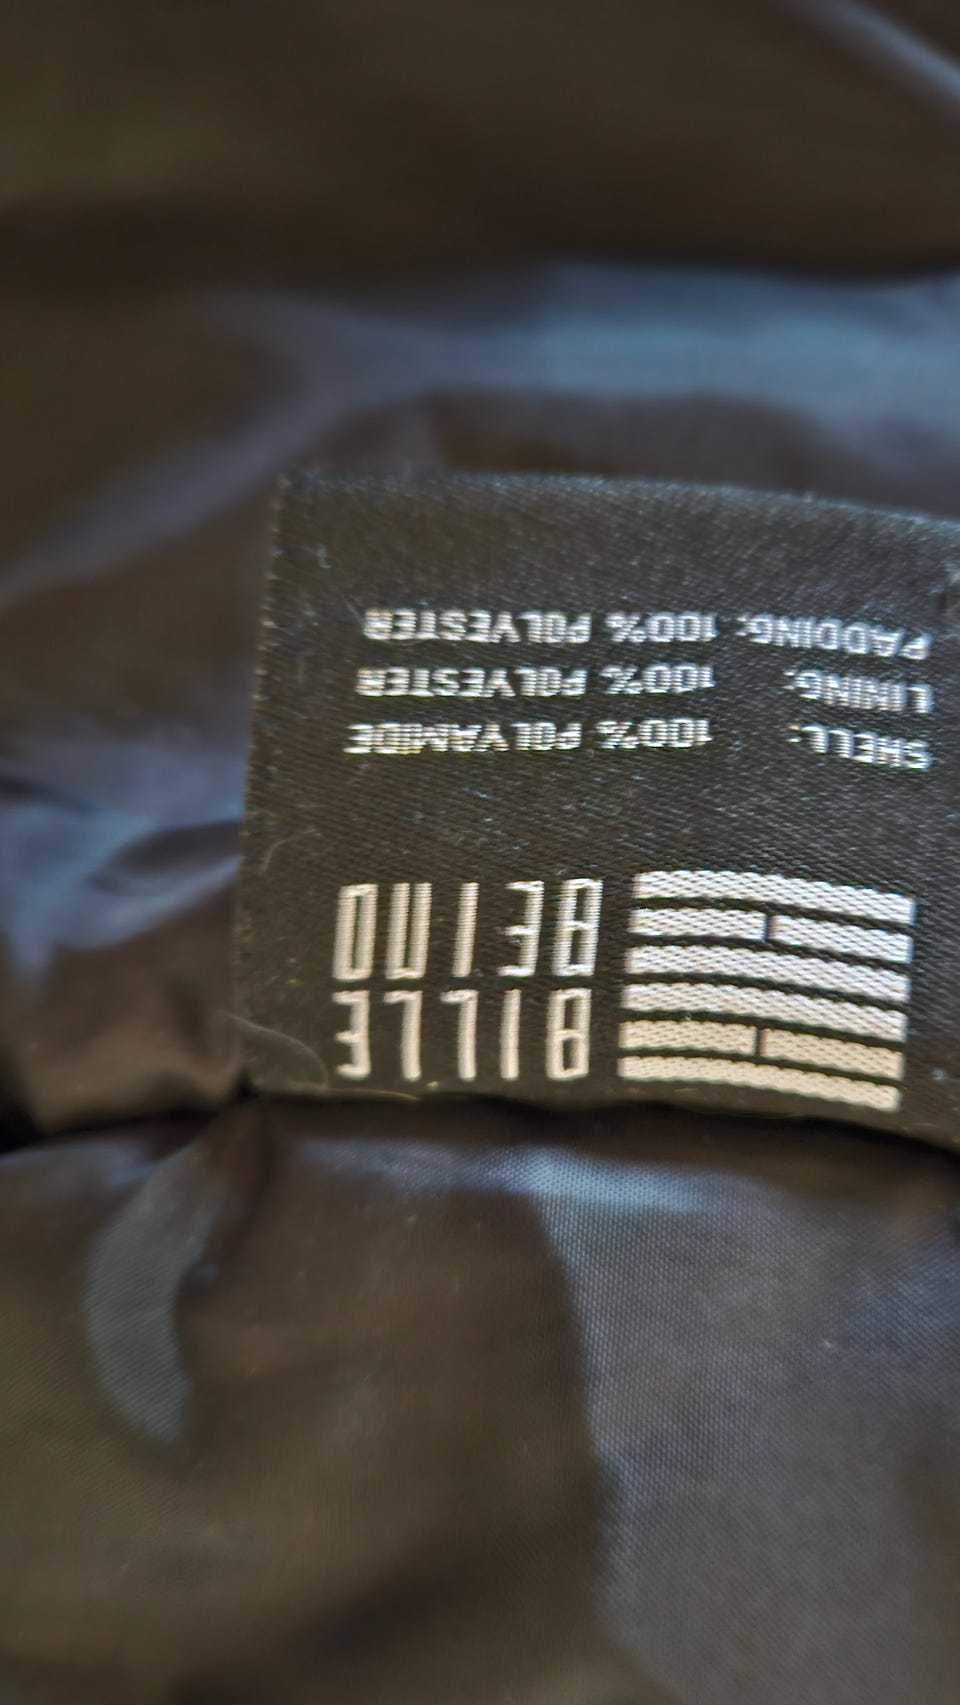 BILLE
BEINO
SHELL: 100% POLYAMIDE
LINING: 100% POLYESTER
PADDING: 100% POLYESTER